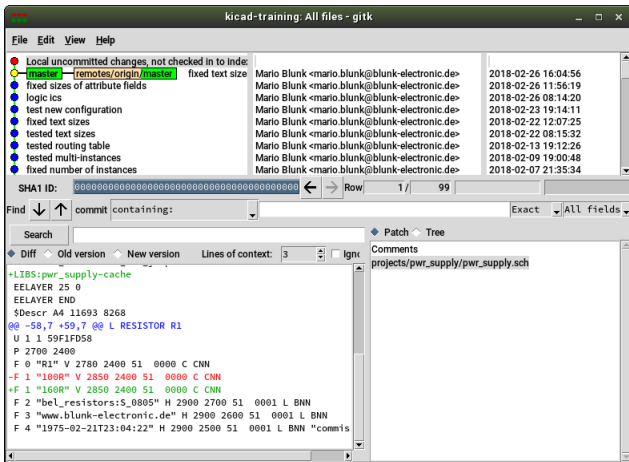 kicad-training: All files - gitk
File Edit View Help
Local uncommitted changes, not checked in to index
master remotes/origin/master fixed text size Mario Blunk <mario.blunk@blunk-electronic.de> 2018-02-26 16:04:56
fixed sizes of attribute fields Mario Blunk <mario.blunk@blunk-electronic.de> 2018-02-26 11:56:19
logic ics Mario Blunk <mario.blunk@blunk-electronic.de> 2018-02-26 08:14:20
test new configuration Mario Blunk <mario.blunk@blunk-electronic.de> 2018-02-23 19:14:11
fixed text sizes Mario Blunk <mario.blunk@blunk-electronic.de> 2018-02-22 12:07:25
tested text sizes Mario Blunk <mario.blunk@blunk-electronic.de> 2018-02-22 08:15:32
tested routing table Mario Blunk <mario.blunk@blunk-electronic.de> 2018-02-13 19:12:26
tested multi-instances Mario Blunk <mario.blunk@blunk-electronic.de> 2018-02-09 19:00:48
fixed number of instances Mario Blunk <mario.blunk@blunk-electronic.de> 2018-02-07 21:35:34
SHA1 ID: 0000000000000000000000000000000000000000 Row 1 / 99
Find commit containing: Exact All fields
Search Patch Tree
Diff Old version New version Lines of context: 3 Igno
Comments
projects/pwr_supply/pwr_supply.sch
+LIBS:pwr_supply-cache
EELAYER 25 0
EELAYER END
$Descr A4 11693 8268
@@ -58,7 +59,7 @@ L RESISTOR R1
U 1 1 59F1FD58
P 2700 2400
F 0 "R1" V 2780 2400 51 0000 C CNN
-F 1 "100R" V 2850 2400 51 0000 C CNN
+F 1 "160R" V 2850 2400 51 0000 C CNN
F 2 "bel_resistors:S_0805" H 2900 2700 51 0001 L BNN
F 3 "www.blunk-electronic.de" H 2900 2600 51 0001 L BNN
F 4 "1975-02-21T23:04:22" H 2900 2500 51 0001 L BNN "commis